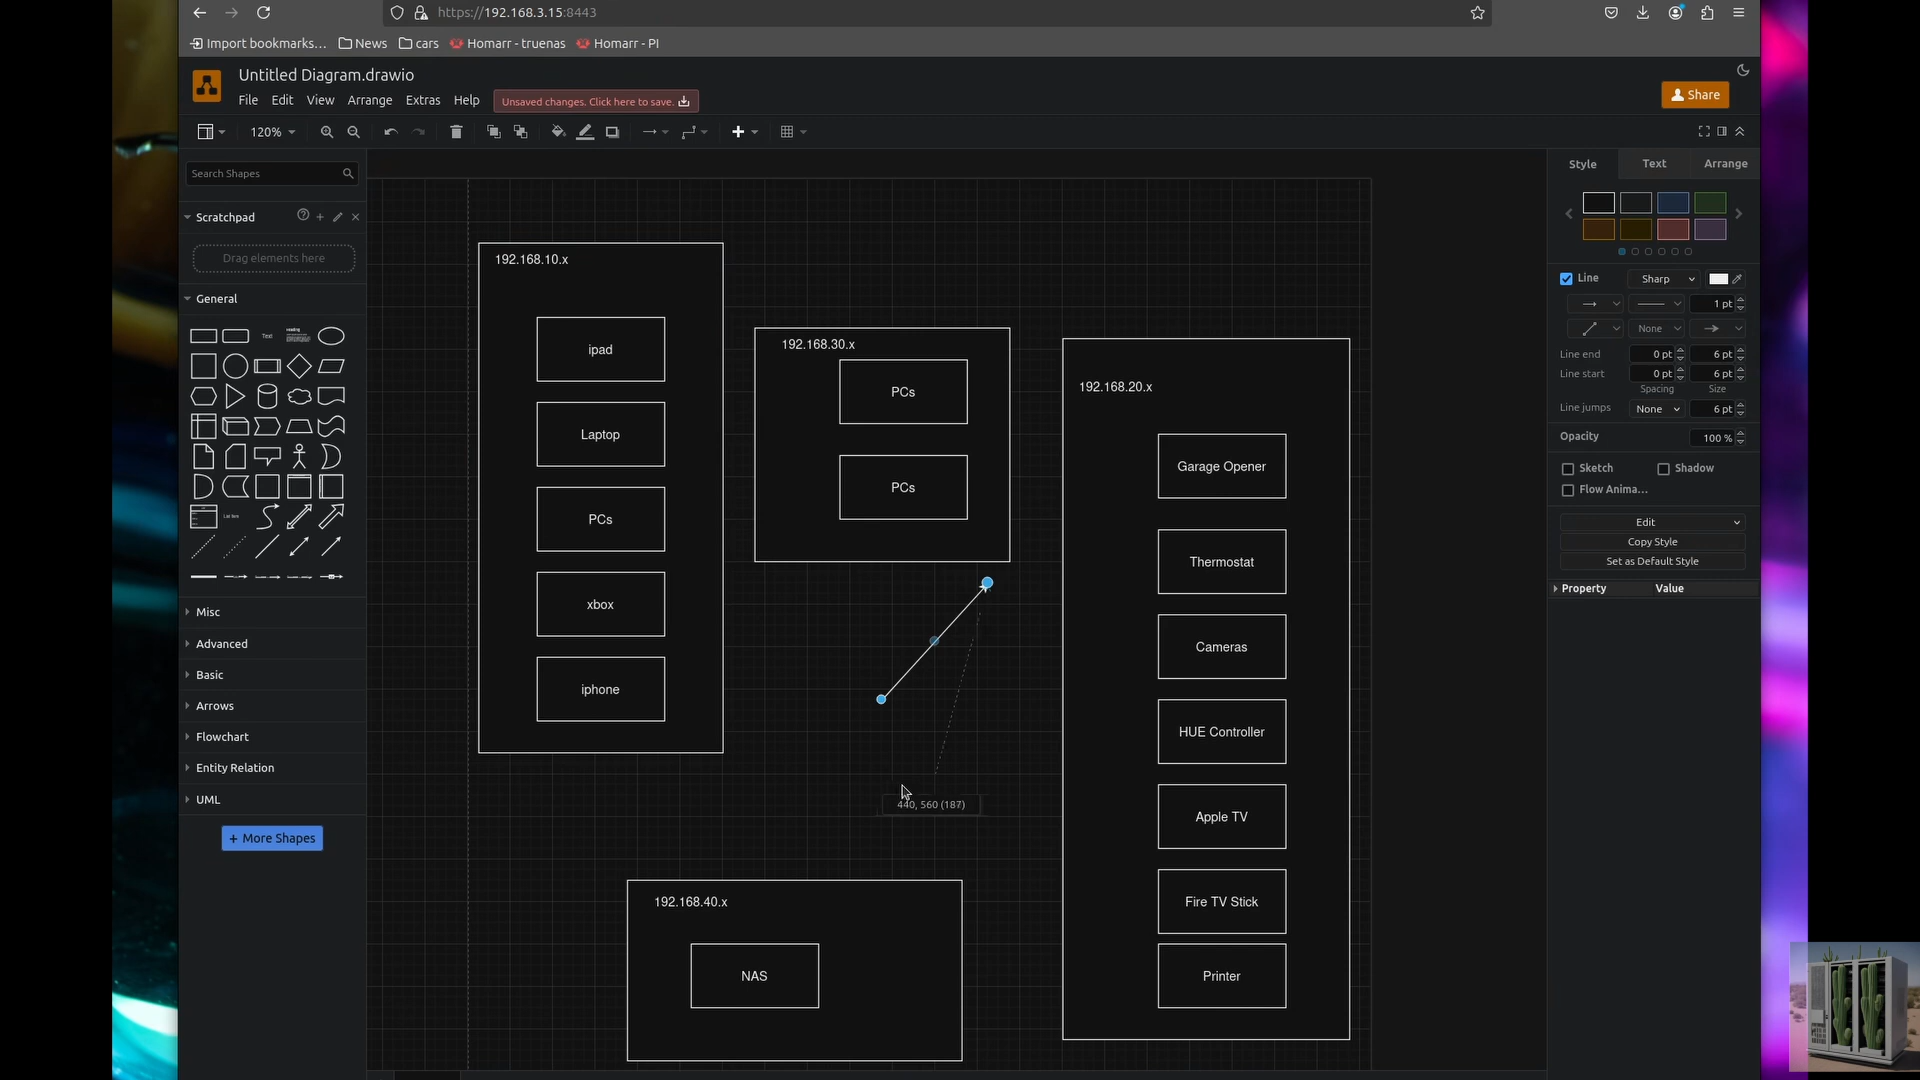 https://192.168.3.15:8443
Import bookmarks...
News
cars
Homarr - truenas
Homarr - PI
Untitled Diagram.drawio
File
Edit
View
Arrange
Extras
Help
Unsaved changes. Click here to save.
Share
120%
Search Shapes
Style
Text
Arrange
Scratchpad
Drag elements here
General
Text
Heading
List Item
Misc
Advanced
Basic
Arrows
Flowchart
Entity Relation
UML
+ More Shapes
192.168.10.x
ipad
Laptop
PCs
xbox
iphone
192.168.30.x
PCs
PCs
192.168.20.x
Garage Opener
Thermostat
Cameras
HUE Controller
Apple TV
Fire TV Stick
Printer
440, 560 (187)
192.168.40.x
NAS
Line
Sharp
1 pt
None
Line end
0 pt
6 pt
Line start
0 pt
6 pt
Spacing
Size
Line jumps
None
6 pt
Opacity
100 %
Sketch
Shadow
Flow Anima...
Edit
Copy Style
Set as Default Style
Property
Value